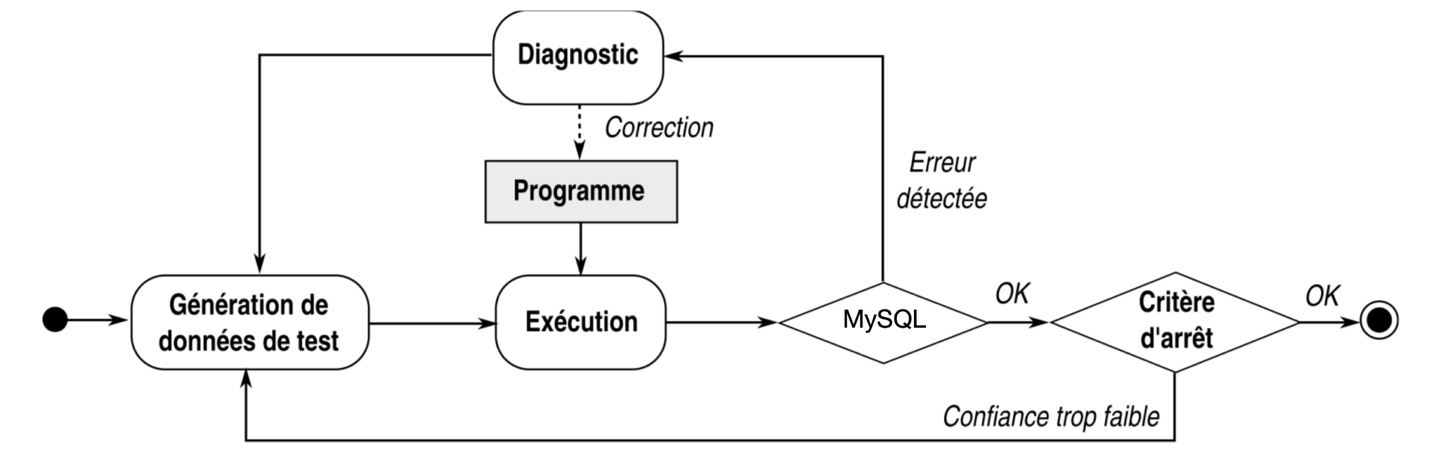 Diagnostic
Correction
Programme
Erreur
détectée
Génération de
données de test
Exécution
MySQL
OK
Critère
d'arrêt
OK
Confiance trop faible